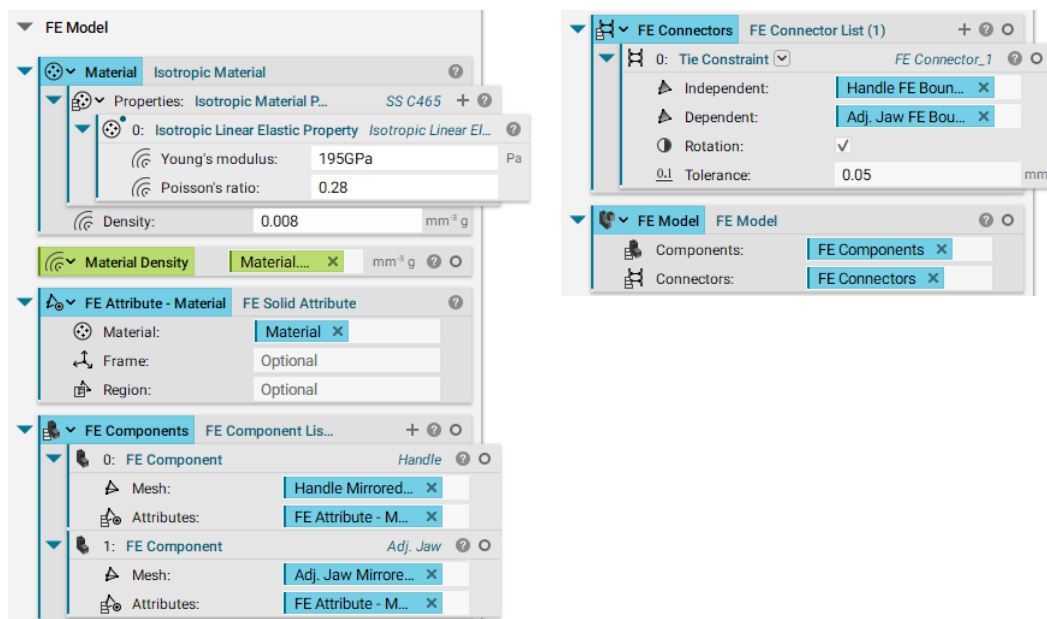 FE Model
Material Isotropic Material
Properties: Isotropic Material P... SS C465
0: Isotropic Linear Elastic Property Isotropic Linear El...
Young's modulus: 195GPa Pa
Poisson's ratio: 0.28
Density: 0.008 mm⁻³ g
Material Density Material.... mm⁻³ g
FE Attribute - Material FE Solid Attribute
Material: Material
Frame: Optional
Region: Optional
FE Components FE Component Lis...
0: FE Component Handle
Mesh: Handle Mirrored...
Attributes: FE Attribute - M...
1: FE Component Adj. Jaw
Mesh: Adj. Jaw Mirrore...
Attributes: FE Attribute - M...
FE Connectors FE Connector List (1)
0: Tie Constraint FE Connector_1
Independent: Handle FE Boun...
Dependent: Adj. Jaw FE Bou...
Rotation:
0.1 Tolerance: 0.05 mm
FE Model FE Model
Components: FE Components
Connectors: FE Connectors